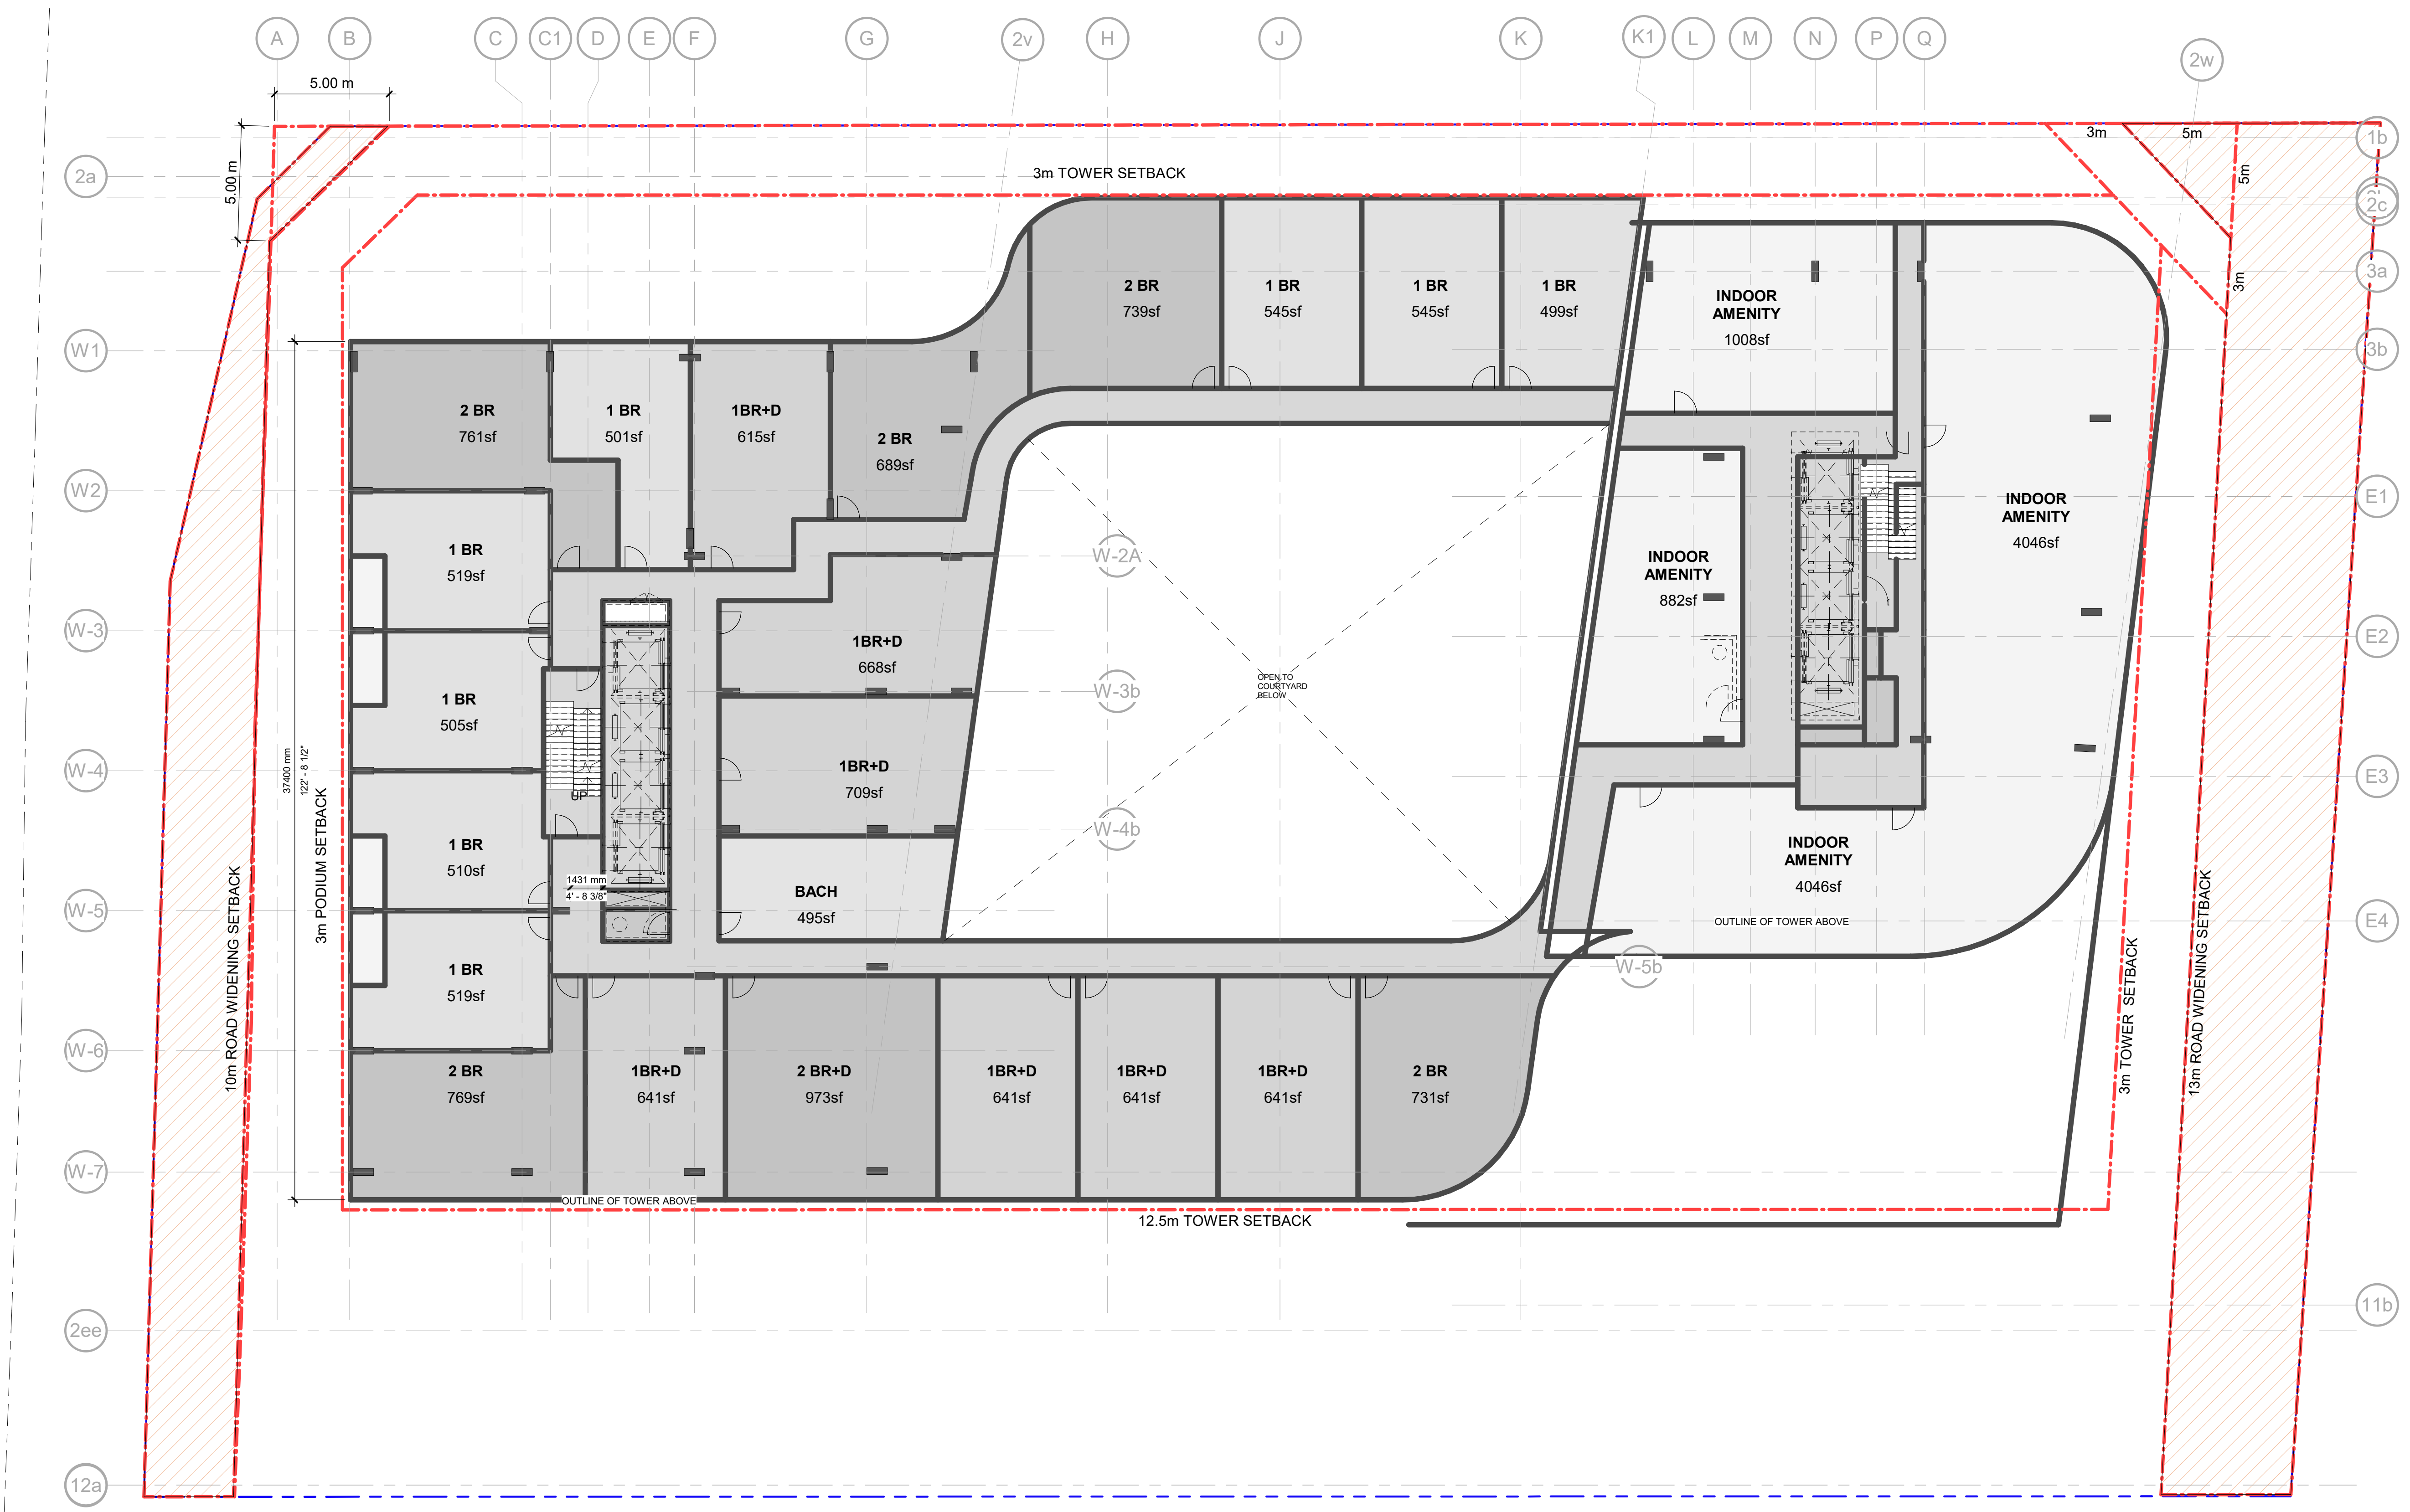 A
B
C
C1
D
E
F
G
2v
H
J
K
K1
L
M
N
P
Q
2w
5.00 m
5.00 m
3m
5m
5m
3m
1b
2a
2c
3a
3b
W1
W2
W-3
W-4
W-5
W-6
W-7
2ee
12a
E1
E2
E3
E4
11b
W-2A
W-3b
W-4b
W-5b
3m TOWER SETBACK
2 BR
739sf
1 BR
545sf
1 BR
545sf
1 BR
499sf
INDOOR
AMENITY
1008sf
2 BR
761sf
1 BR
501sf
1BR+D
615sf
2 BR
689sf
1 BR
519sf
INDOOR
AMENITY
4046sf
INDOOR
AMENITY
882sf
1BR+D
668sf
1 BR
505sf
OPEN TO
COURTYARD
BELOW
1BR+D
709sf
UP
37400 mm
122' - 8 1/2"
3m PODIUM SETBACK
1 BR
510sf
INDOOR
AMENITY
4046sf
1431 mm
4' - 8 3/8"
BACH
495sf
OUTLINE OF TOWER ABOVE
1 BR
519sf
10m ROAD WIDENING SETBACK
3m TOWER SETBACK
13m ROAD WIDENING SETBACK
2 BR
769sf
1BR+D
641sf
2 BR+D
973sf
1BR+D
641sf
1BR+D
641sf
1BR+D
641sf
2 BR
731sf
OUTLINE OF TOWER ABOVE
12.5m TOWER SETBACK